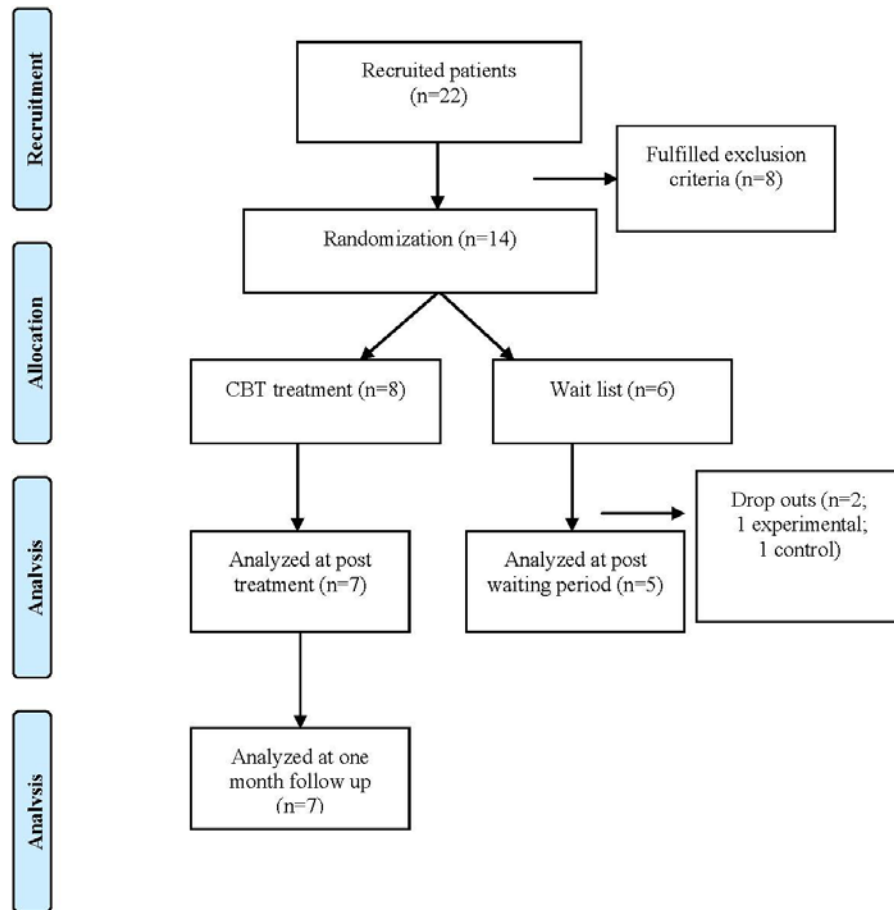 Recruitment
Recruited patients
(n=22)
Fulfilled exclusion
criteria (n=8)
Randomization (n=14)
Allocation
CBT treatment (n=8)
Wait list (n=6)
Analysis
Drop outs (n=2;
1 experimental;
1 control)
Analyzed at post
treatment (n=7)
Analyzed at post
waiting period (n=5)
Analysis
Analyzed at one
month follow up
(n=7)